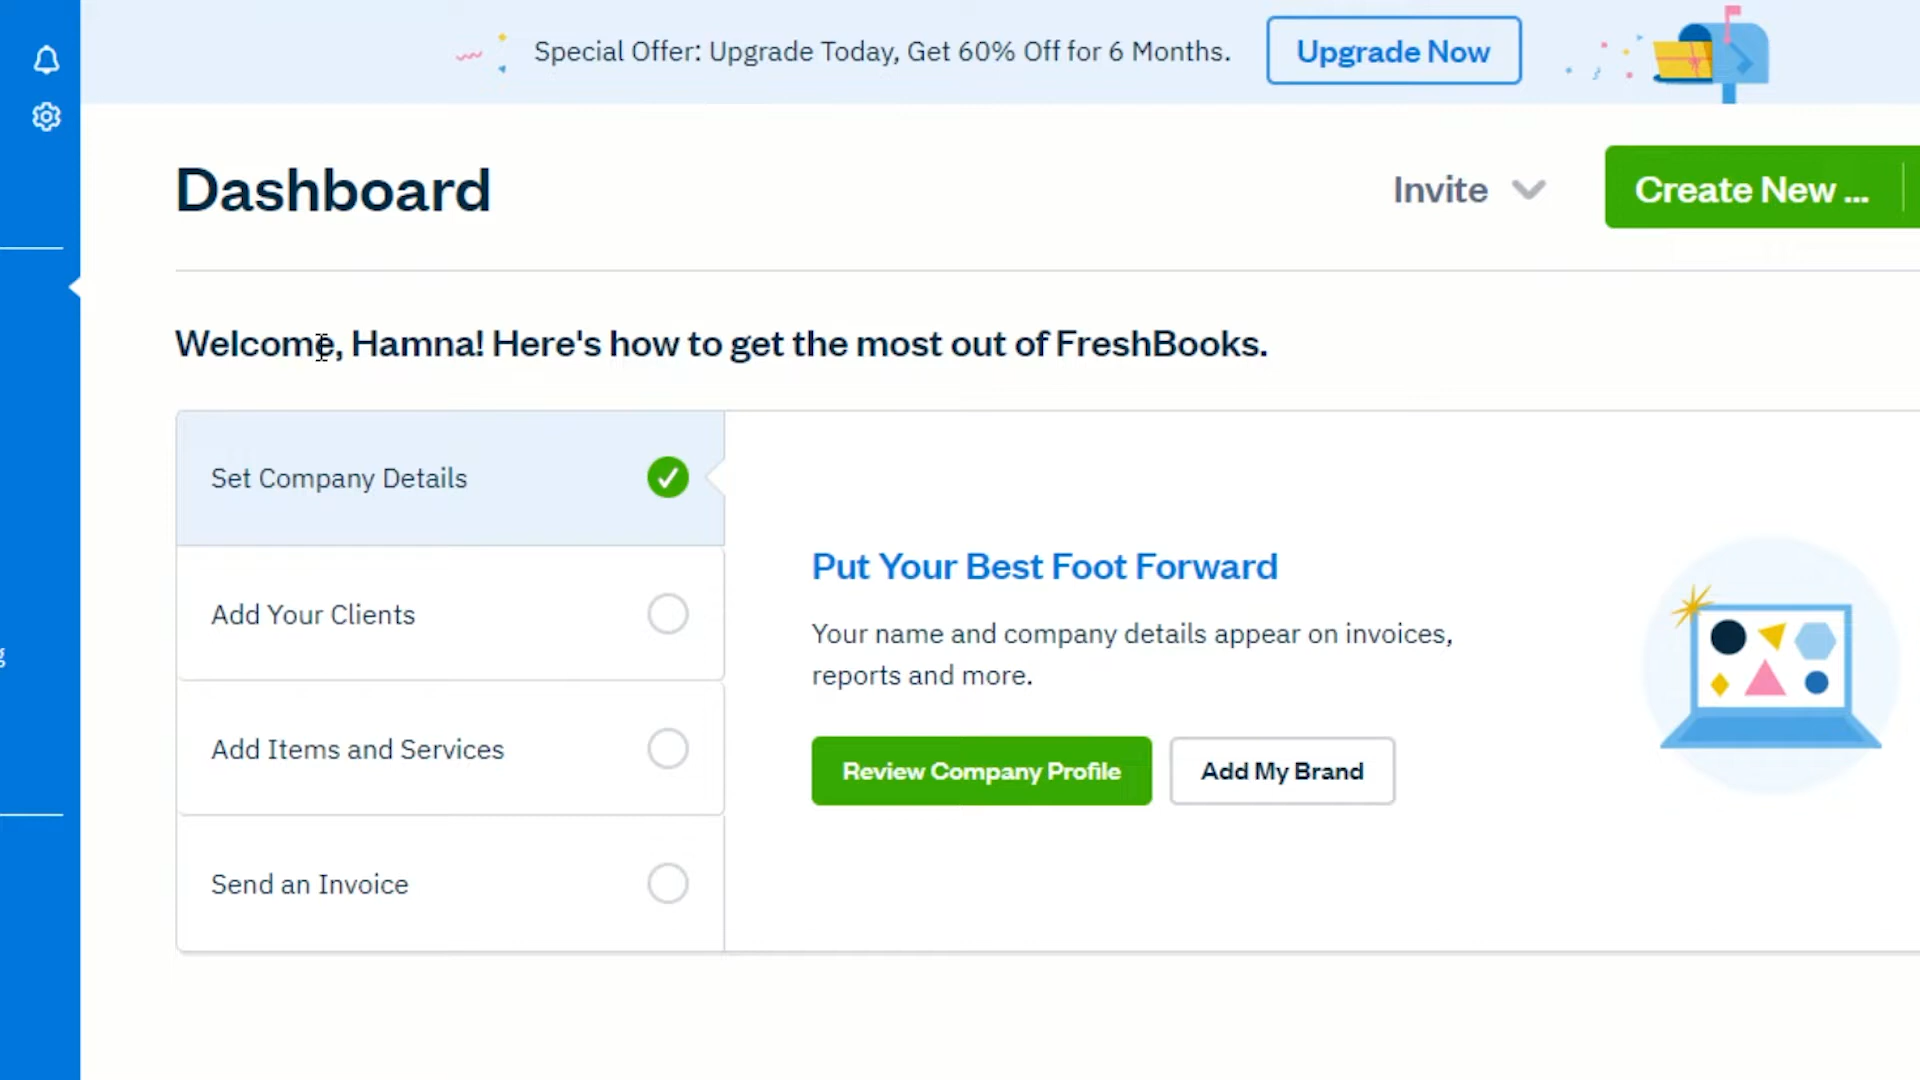 Special Offer: Upgrade Today, Get 60% Off for 6 Months.
Upgrade Now
Dashboard
Invite
Create New ...
Welcome, Hamna! Here's how to get the most out of FreshBooks.
Set Company Details
Add Your Clients
Add Items and Services
Send an Invoice
Put Your Best Foot Forward
Your name and company details appear on invoices,
reports and more.
Review Company Profile
Add My Brand
g